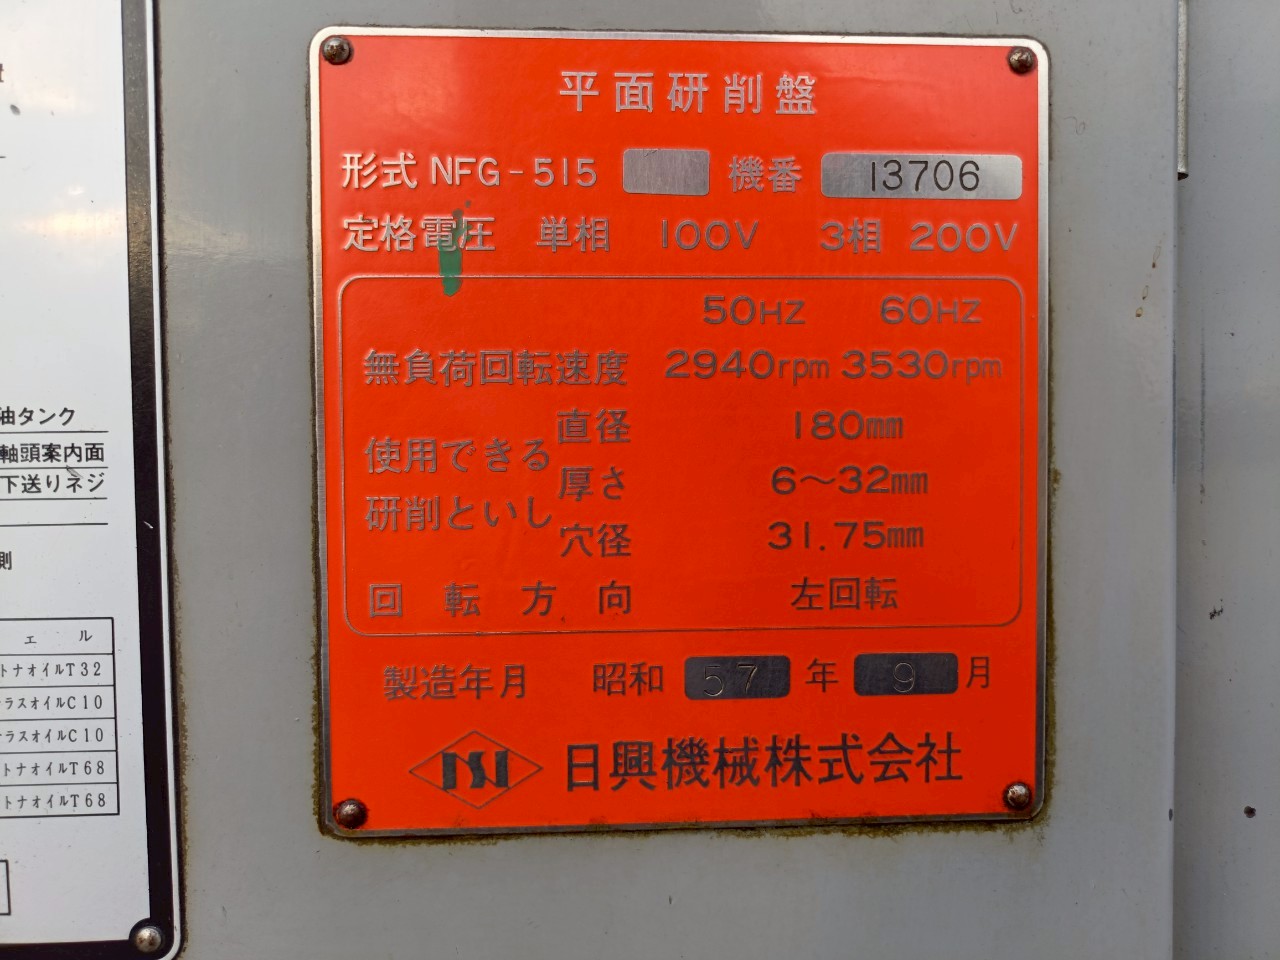 平面研削盤
形式 NFG-515 機番 13706
定格電圧 単相 100V 3相 200V
50HZ 60HZ
無負荷回転速度 2940rpm 3530rpm
使用できる研削といし
直径 180mm
厚さ 6~32mm
穴径 31.75mm
回転方向 左回転
製造年月 昭和 57 年 9 月
NSN 日興機械株式会社
油タンク
軸頭案内面
下送りネジ
側
ェル
トナオイルT32
ラスオイルC10
ラスオイルC10
トナオイルT68
トナオイルT68